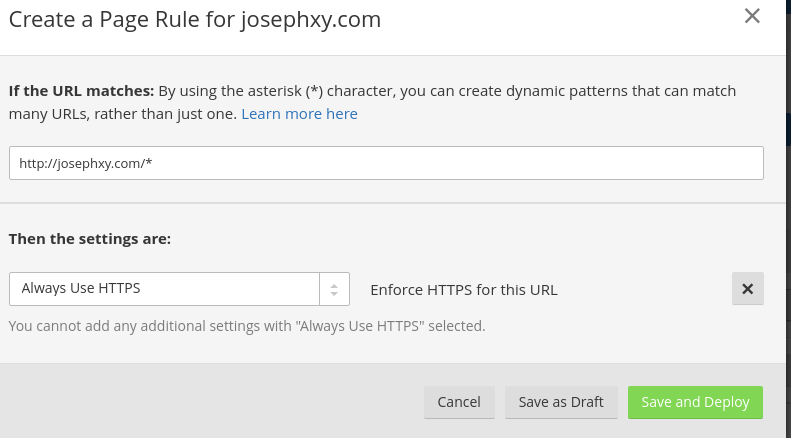 Create a Page Rule for josephxy.com
If the URL matches: By using the asterisk (*) character, you can create dynamic patterns that can match
many URLs, rather than just one. Learn more here
http://josephxy.com/*
Then the settings are:
Always Use HTTPS
Enforce HTTPS for this URL
You cannot add any additional settings with "Always Use HTTPS" selected.
Cancel
Save as Draft
Save and Deploy